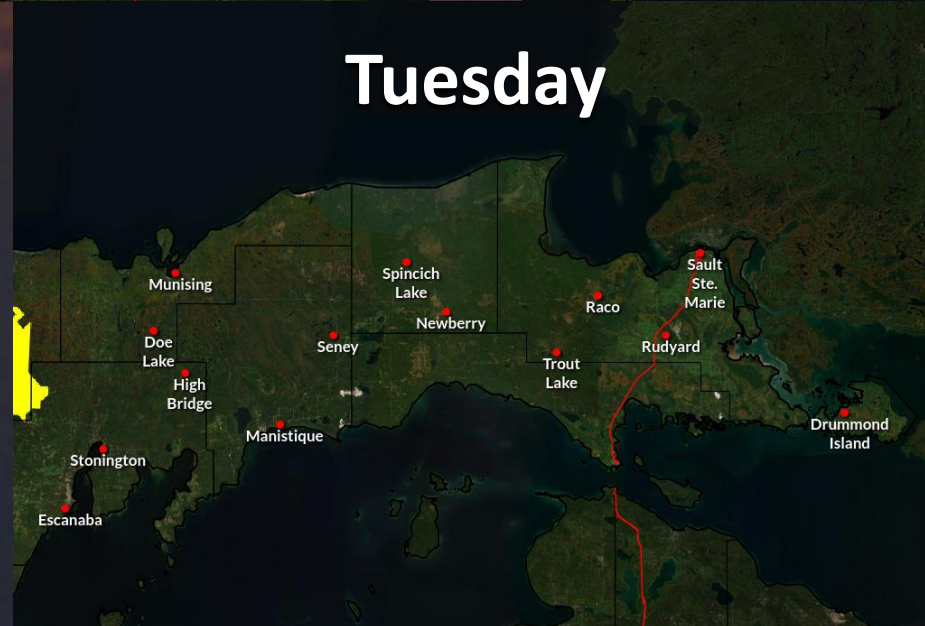 Tuesday
Sault
Ste.
Marie
Spincich
Lake
Munising
Raco
Newberry
Doe
Lake
Seney
Rudyard
Trout
Lake
High
Bridge
Drummond
Island
Manistique
Stonington
Escanaba